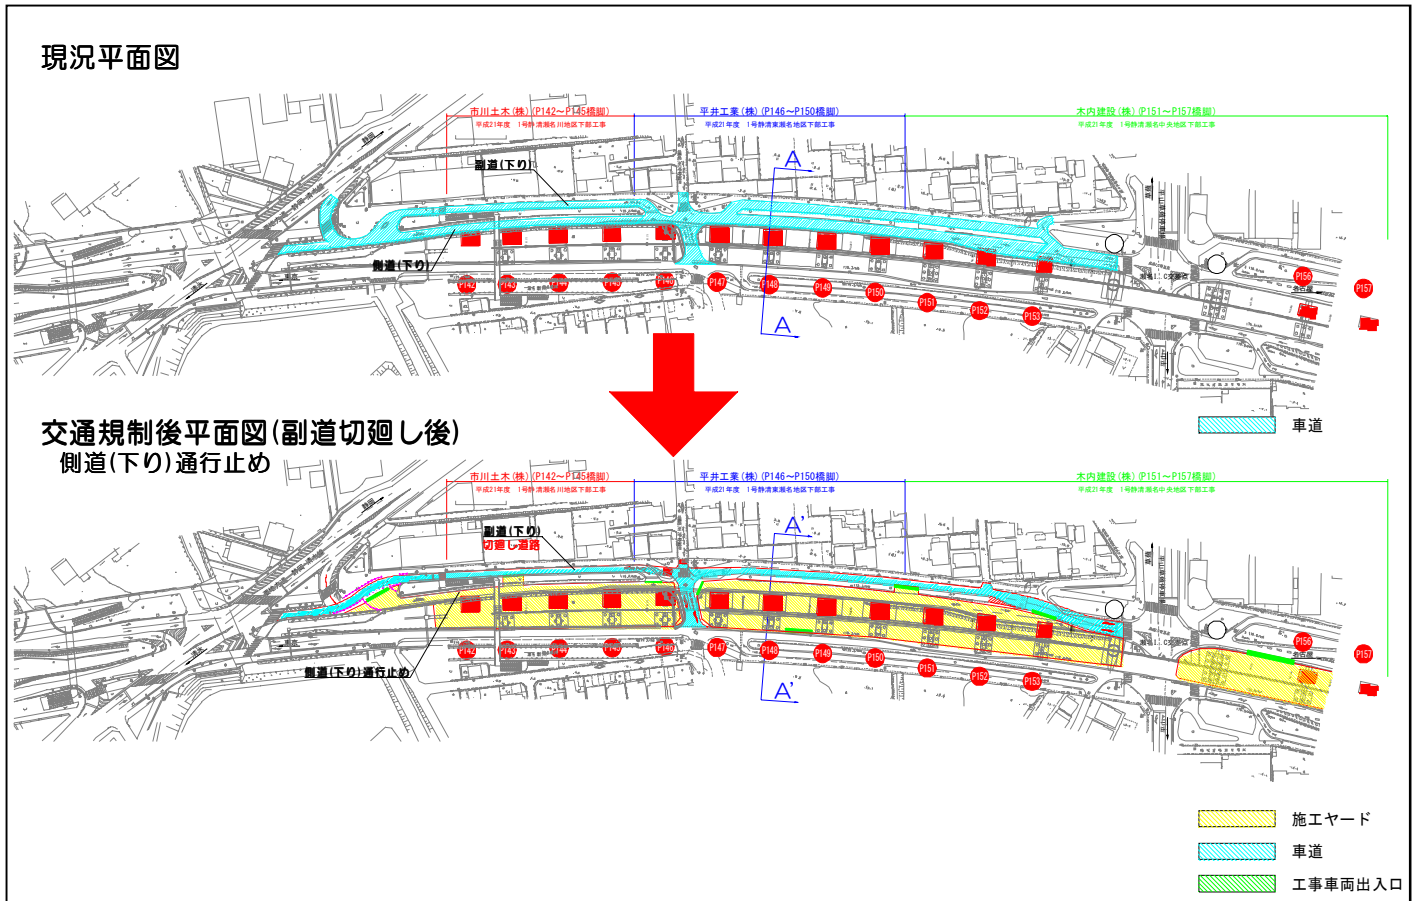 現況平面図
市川土木(株)(P142～P145橋脚)
平成21年度　1号静清瀬名川地区下部工事
平井工業(株)(P146～P150橋脚)
平成21年度　1号静清東瀬名地区下部工事
木内建設(株)(P151～P157橋脚)
平成21年度　1号静清瀬名中央地区下部工事
副道(下り)
側道(下り)
A
A
P142
P143
P144
P145
P146
P147
P148
P149
P150
P151
P152
P153
P156
P157
車道
交通規制後平面図(副道切廻し後)
側道(下り)通行止め
市川土木(株)(P142～P145橋脚)
平成21年度　1号静清瀬名川地区下部工事
平井工業(株)(P146～P150橋脚)
平成21年度　1号静清東瀬名地区下部工事
木内建設(株)(P151～P157橋脚)
平成21年度　1号静清瀬名中央地区下部工事
副道(下り)
切廻し道路
側道(下り)通行止め
A'
A'
P142
P143
P144
P145
P146
P147
P148
P149
P150
P151
P152
P153
P156
P157
施工ヤード
車道
工事車両出入口